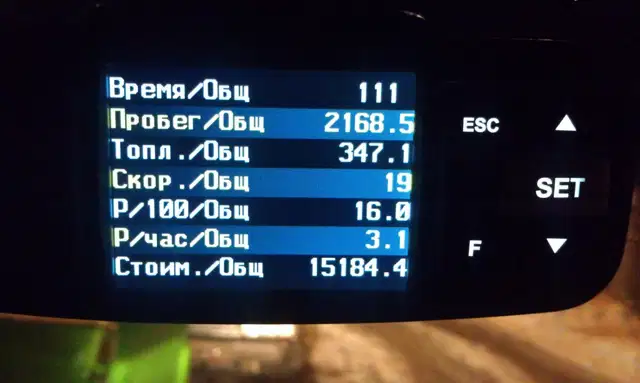 Время/Общ 111
Пробег/Общ 2168.5
Топл./Общ 347.1
Скор./Общ 19
Р/100/Общ 16.0
Р/час/Общ 3.1
Стоим./Общ 15184.4
ESC
SET
F